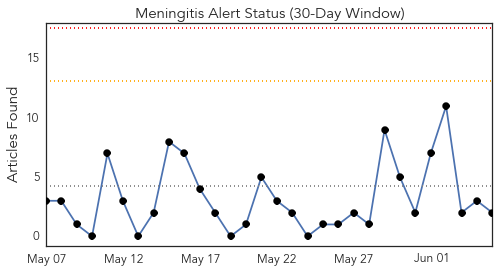 Meningitis Alert Status (30-Day Window)
Articles Found
15
10
5
0
May 07 May 12 May 17 May 22 May 27 Jun 01